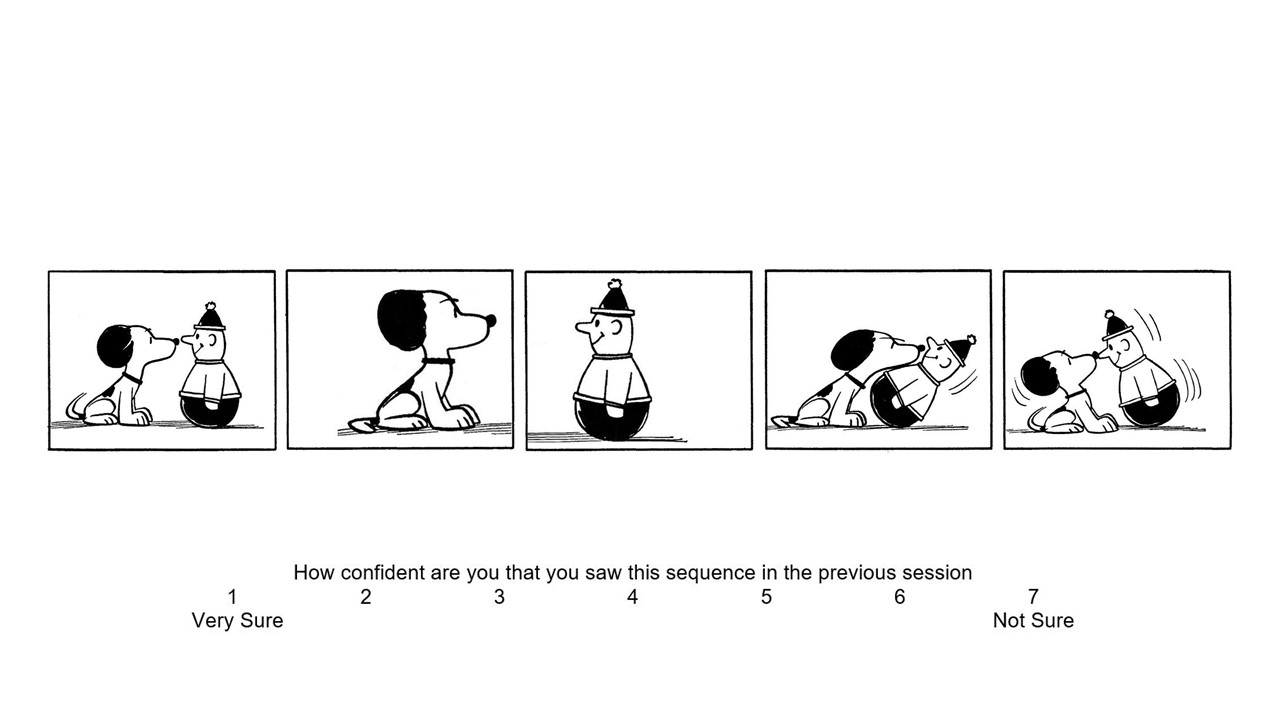 How confident are you that you saw this sequence in the previous session
1 2 3 4 5 6 7
Very Sure Not Sure